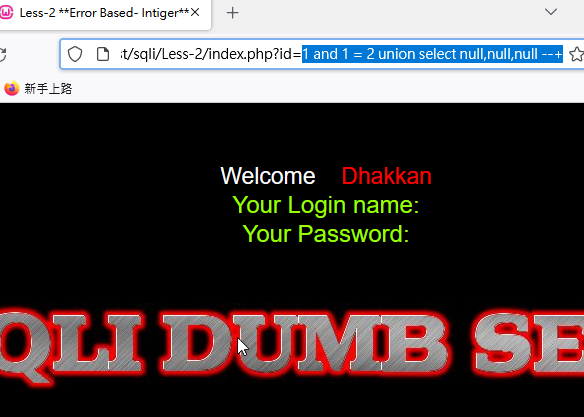 Less-2 **Error Based- Intiger**
st/sqli/Less-2/index.php?id=1 and 1 = 2 union select null,null,null --+
新手上路
Welcome Dhakkan
Your Login name:
Your Password:
QLI DUMB SE